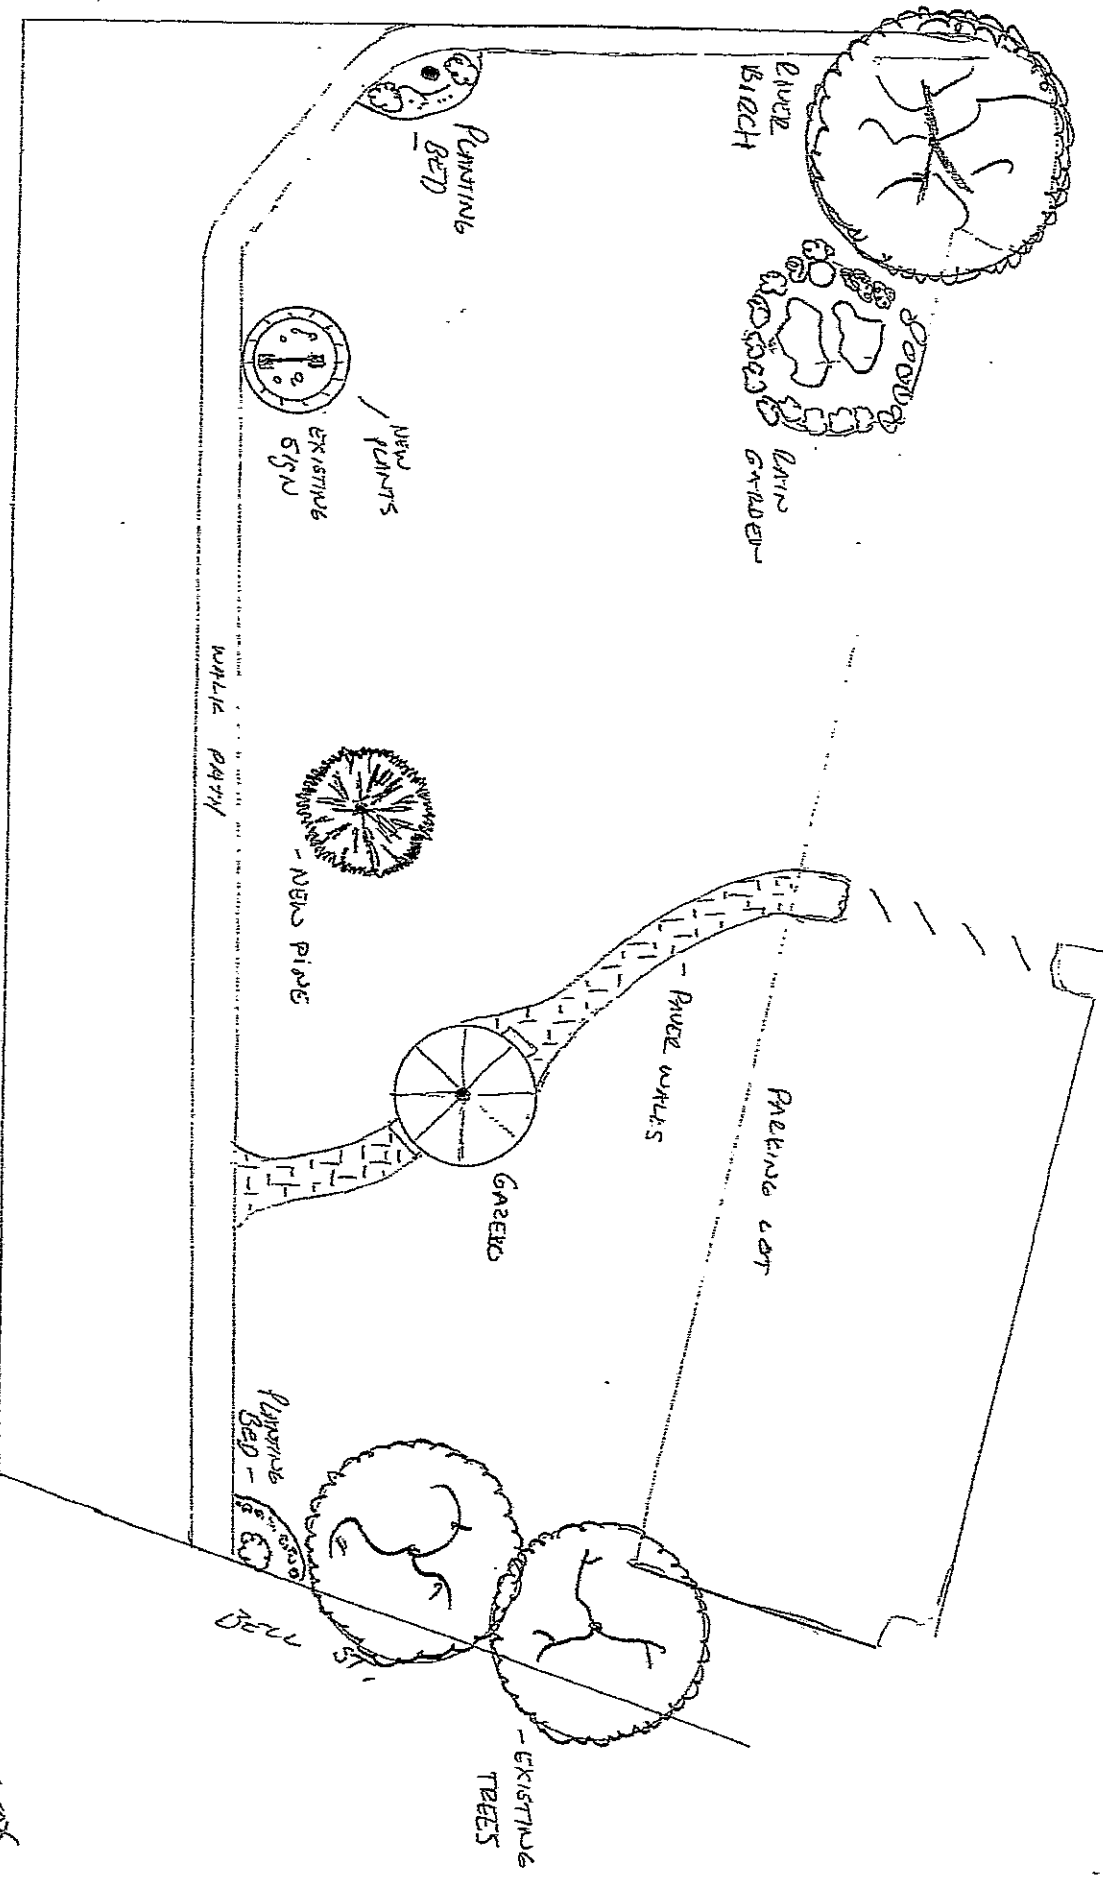 RIVER
BIRCH
PLANTING
BED
RAIN
GARDEN
NEW
PLANTS
EXISTING
SIGN
WALK PATH
- NEW PINE
- PAVER WALKS
PARKING LOT
GAZEBO
PLANTING
BED -
BELL ST.
- EXISTING
TREES